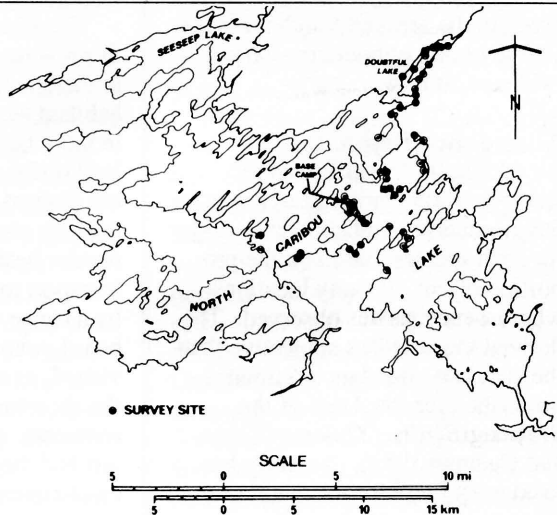 SEESEEP LAKE
DOUBTFUL
LAKE
N
BASE
CAMP
CARIBOU
LAKE
NORTH
● SURVEY SITE
SCALE
5 0 5 10 mi
5 0 5 10 15 km